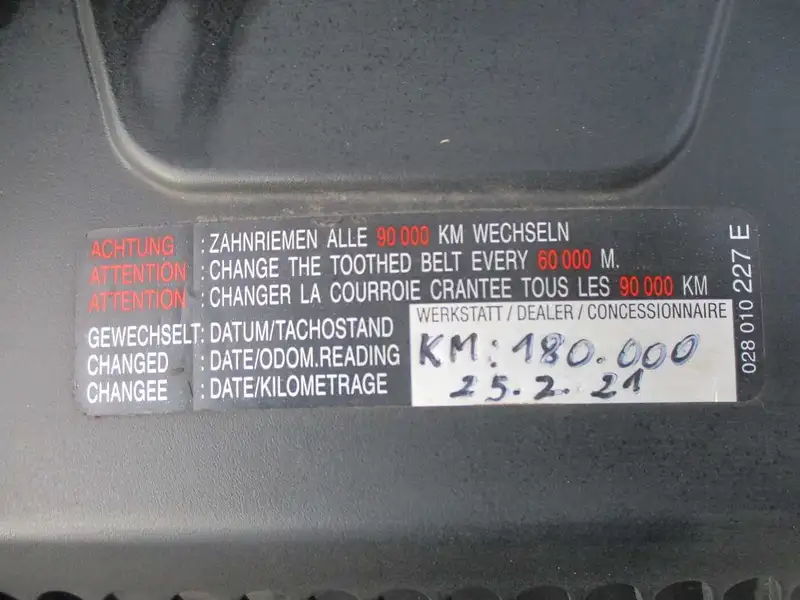 ACHTUNG : ZAHNRIEMEN ALLE 90 000 KM WECHSELN
ATTENTION : CHANGE THE TOOTHED BELT EVERY 60 000 M.
ATTENTION : CHANGER LA COURROIE CRANTEE TOUS LES 90 000 KM
WERKSTATT / DEALER / CONCESSIONNAIRE
GEWECHSELT: DATUM/TACHOSTAND
CHANGED : DATE/ODOM.READING
CHANGEE : DATE/KILOMETRAGE
KM: 180.000
25.2.21
028 010 227 E